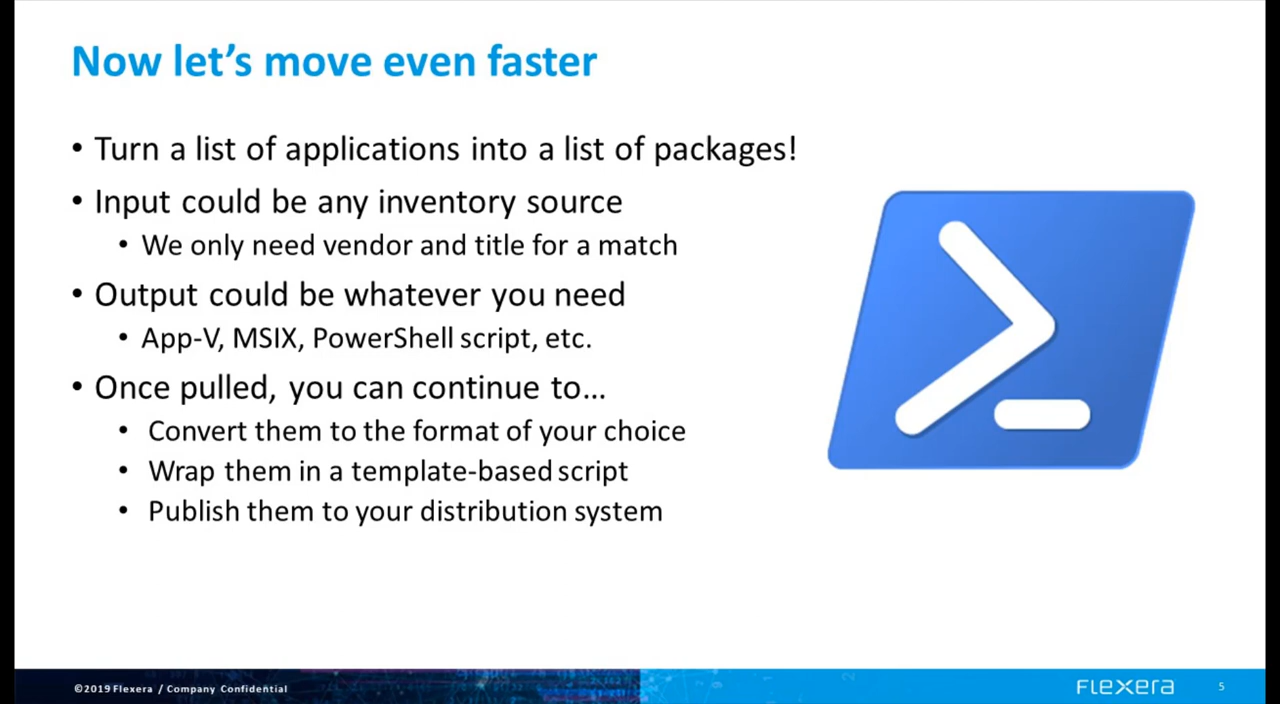 Now let’s move even faster
• Turn a list of applications into a list of packages!
• Input could be any inventory source
• We only need vendor and title for a match
• Output could be whatever you need
• App-V, MSIX, PowerShell script, etc.
• Once pulled, you can continue to…
• Convert them to the format of your choice
• Wrap them in a template-based script
• Publish them to your distribution system
©2019 Flexera / Company Confidential
FLEXERA
5